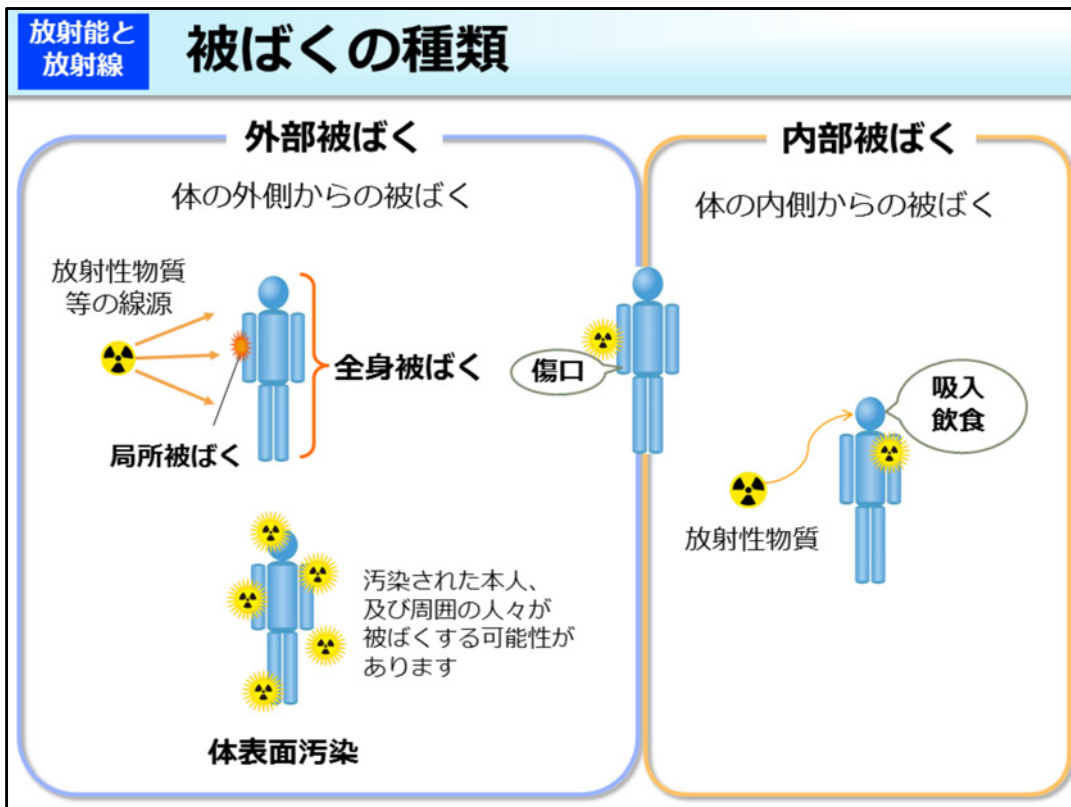 放射能と
放射線
被ばくの種類
外部被ばく
体の外側からの被ばく
放射性物質
等の線源
全身被ばく
局所被ばく
傷口
汚染された本人、
及び周囲の人々が
被ばくする可能性が
あります
体表面汚染
内部被ばく
体の内側からの被ばく
吸入
飲食
放射性物質